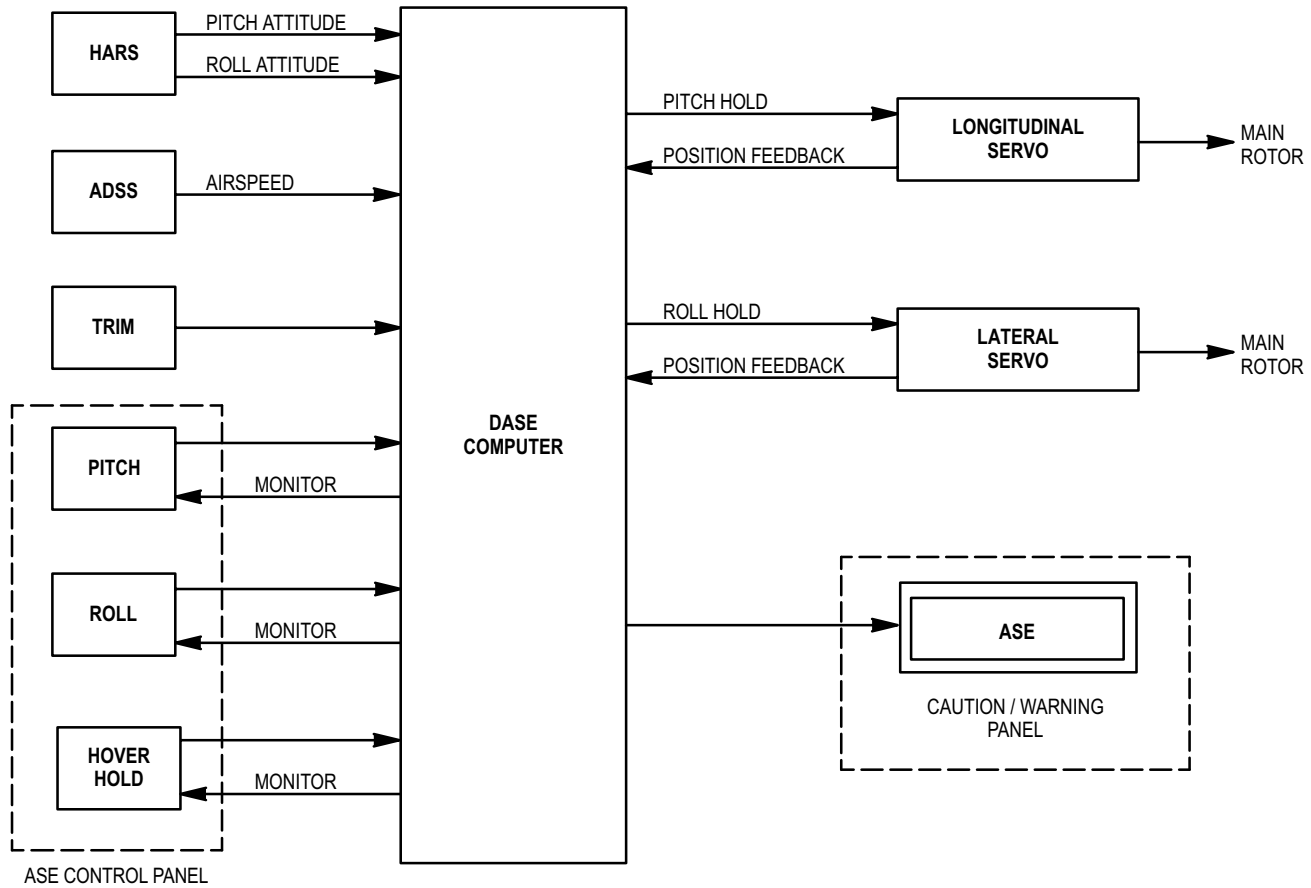 HARS
PITCH ATTITUDE
ROLL ATTITUDE
ADSS
AIRSPEED
TRIM
PITCH
MONITOR
ROLL
MONITOR
HOVER
HOLD
MONITOR
ASE CONTROL PANEL
DASE
COMPUTER
PITCH HOLD
POSITION FEEDBACK
LONGITUDINAL
SERVO
MAIN
ROTOR
ROLL HOLD
POSITION FEEDBACK
LATERAL
SERVO
MAIN
ROTOR
ASE
CAUTION / WARNING
PANEL